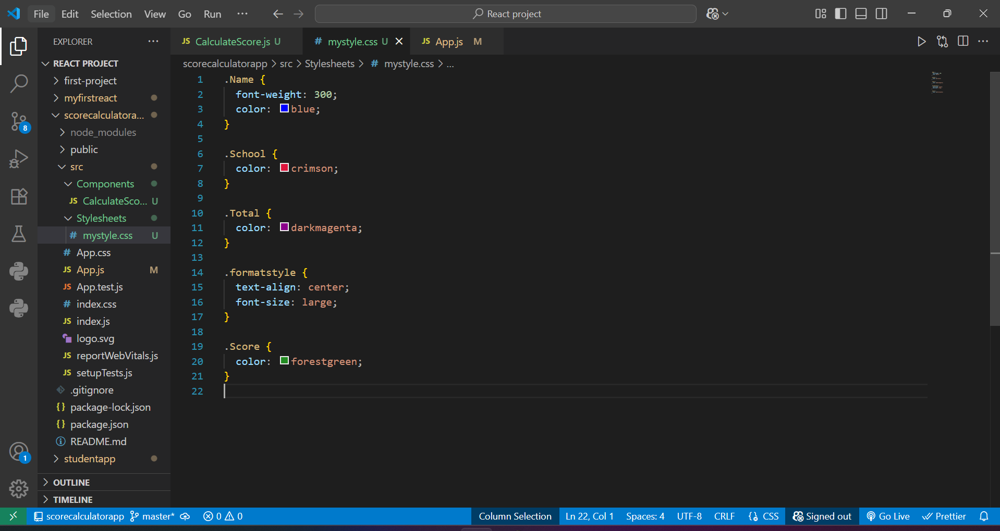 File Edit Selection View Go Run ··· React project
EXPLORER ···
REACT PROJECT
first-project
myfirstreact
scorecalculatora...
node_modules
public
src
Components
JS CalculateSco... U
Stylesheets
# mystyle.css U
# App.css
JS App.js M
JS App.test.js
# index.css
JS index.js
logo.svg
JS reportWebVitals.js
JS setupTests.js
.gitignore
{} package-lock.json
{} package.json
README.md
studentapp
OUTLINE
TIMELINE
8
1
JS CalculateScore.js U # mystyle.css U JS App.js M
scorecalculatorapp > src > Stylesheets > # mystyle.css > ...
1 .Name {
2 font-weight: 300;
3 color: blue;
4 }
5
6 .School {
7 color: crimson;
8 }
9
10 .Total {
11 color: darkmagenta;
12 }
13
14 .formatstyle {
15 text-align: center;
16 font-size: large;
17 }
18
19 .Score {
20 color: forestgreen;
21 }
22
scorecalculatorapp master* 0 0 Column Selection Ln 22, Col 1 Spaces: 4 UTF-8 CRLF CSS Signed out Go Live Prettier